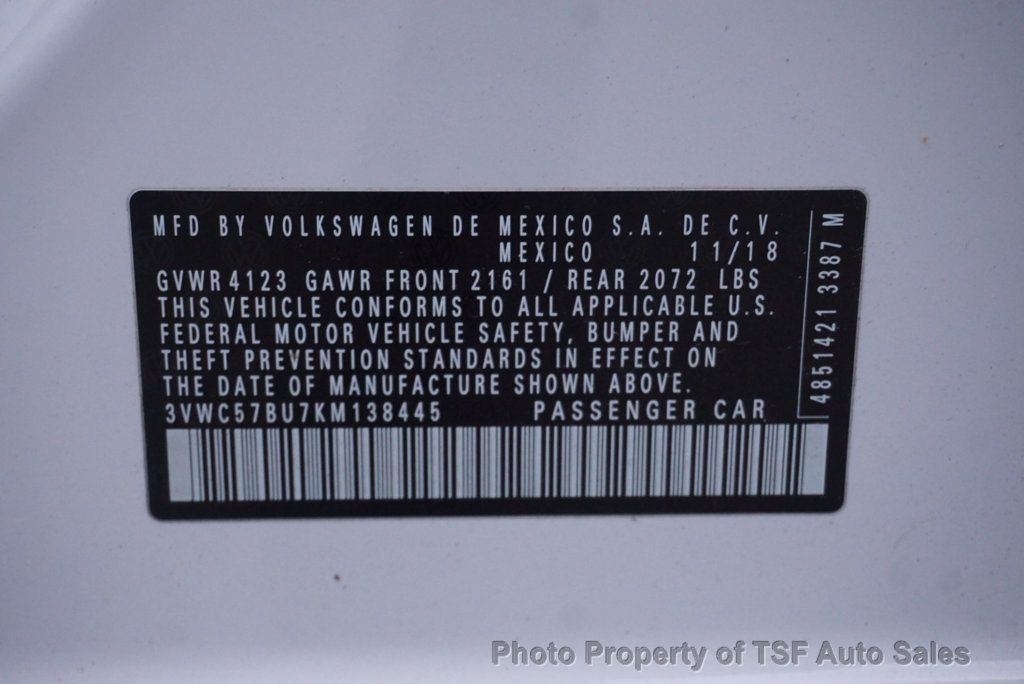 MFD BY VOLKSWAGEN DE MEXICO S.A. DE C.V.
MEXICO 11/18
GVWR 4123 GAWR FRONT 2161 / REAR 2072 LBS
THIS VEHICLE CONFORMS TO ALL APPLICABLE U.S.
FEDERAL MOTOR VEHICLE SAFETY, BUMPER AND
THEFT PREVENTION STANDARDS IN EFFECT ON
THE DATE OF MANUFACTURE SHOWN ABOVE.
3VWC57BU7KM138445 PASSENGER CAR
4851421 3387 M
Photo Property of TSF Auto Sales